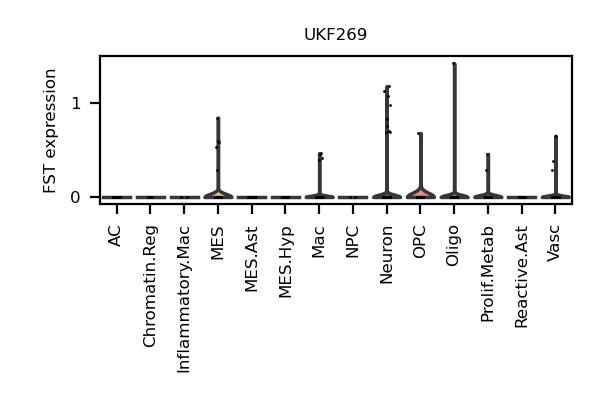 UKF269
FST expression
1
0
AC
Chromatin.Reg
Inflammatory.Mac
MES
MES.Ast
MES.Hyp
Mac
NPC
Neuron
OPC
Oligo
Prolif.Metab
Reactive.Ast
Vasc